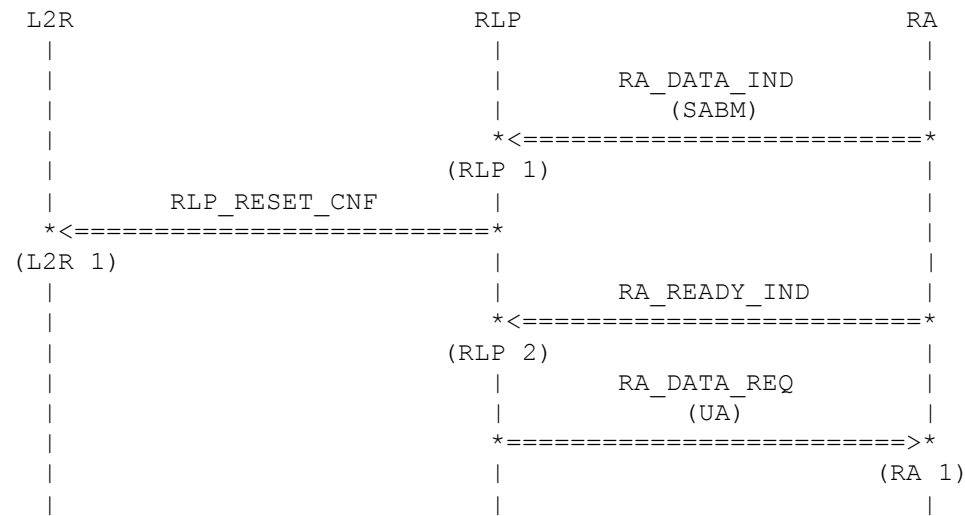 L2R RLP RA
RA_DATA_IND
(SABM)
*<=========================*
(RLP 1)
RLP_RESET_CNF
*<==========================*
(L2R 1)
RA_READY_IND
*<=========================*
(RLP 2)
RA_DATA_REQ
(UA)
*=========================>*
(RA 1)